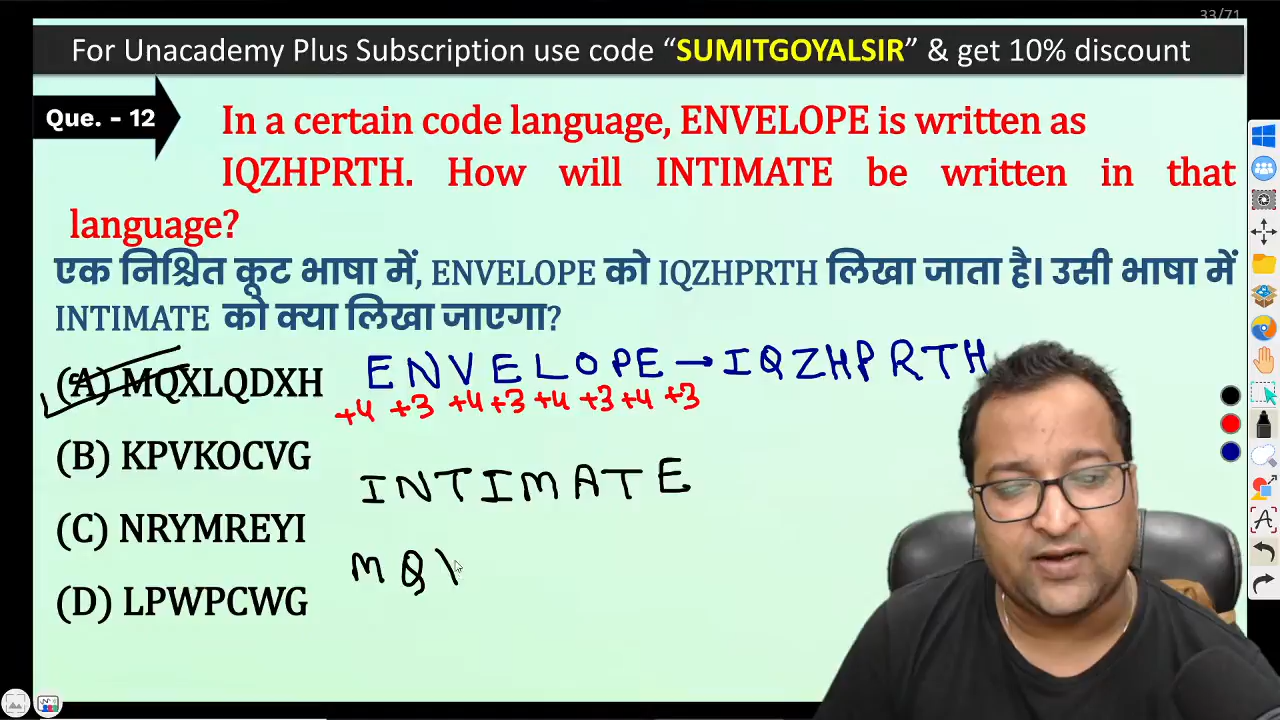 33/71
For Unacademy Plus Subscription use code “SUMITGOYALSIR” & get 10% discount
Que. - 12
In a certain code language, ENVELOPE is written as
IQZHPRTH. How will INTIMATE be written in that
language?
एक निश्चित कूट भाषा में, ENVELOPE को IQZHPRTH लिखा जाता है। उसी भाषा में
INTIMATE को क्या लिखा जाएगा?
(A) MQXLQDXH
ENVELOPE → IQZHPRTH
+4 +3 +4 +3 +4 +3 +4 +3
(B) KPVKOCVG
INTIMATE
(C) NRYMREYI
MQ
(D) LPWPCWG